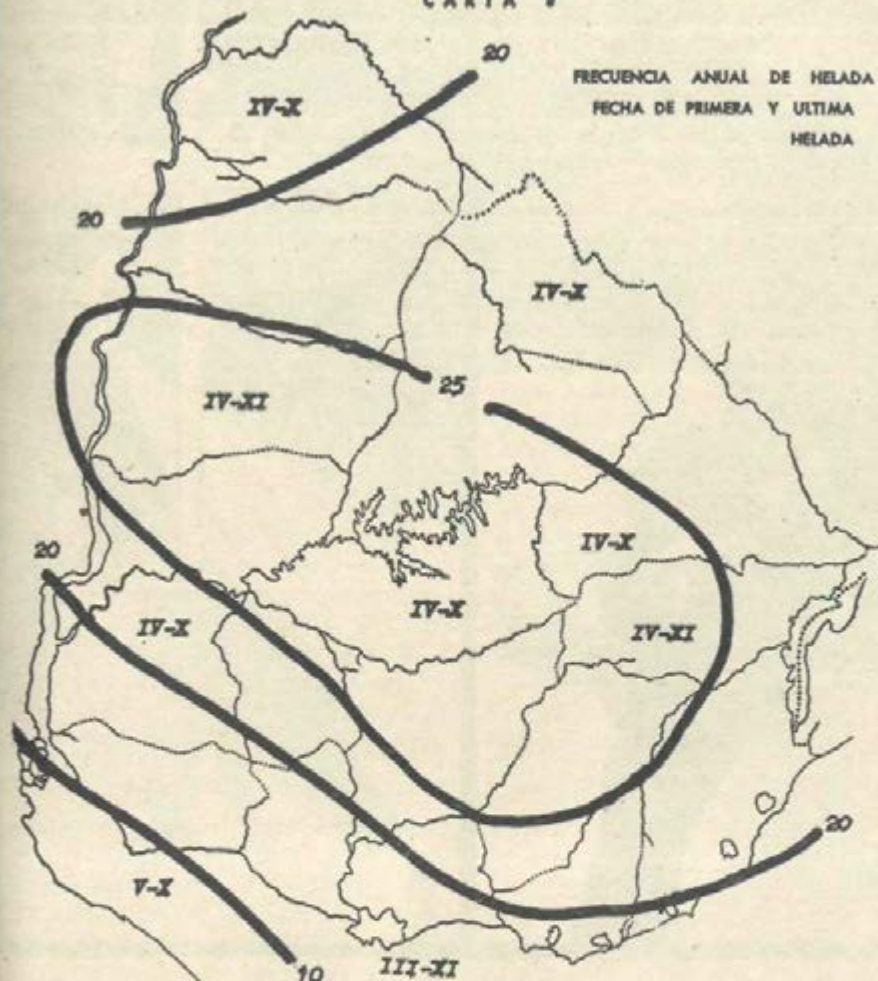 CARTA
20
FRECUENCIA ANUAL DE HELADA
FECHA DE PRIMERA Y ULTIMA
HELADA
IV-X
20
IV-X
25
IV-XI
IV-X
20
IV-X
IV-X
IV-XI
20
V-X
10
III-XI